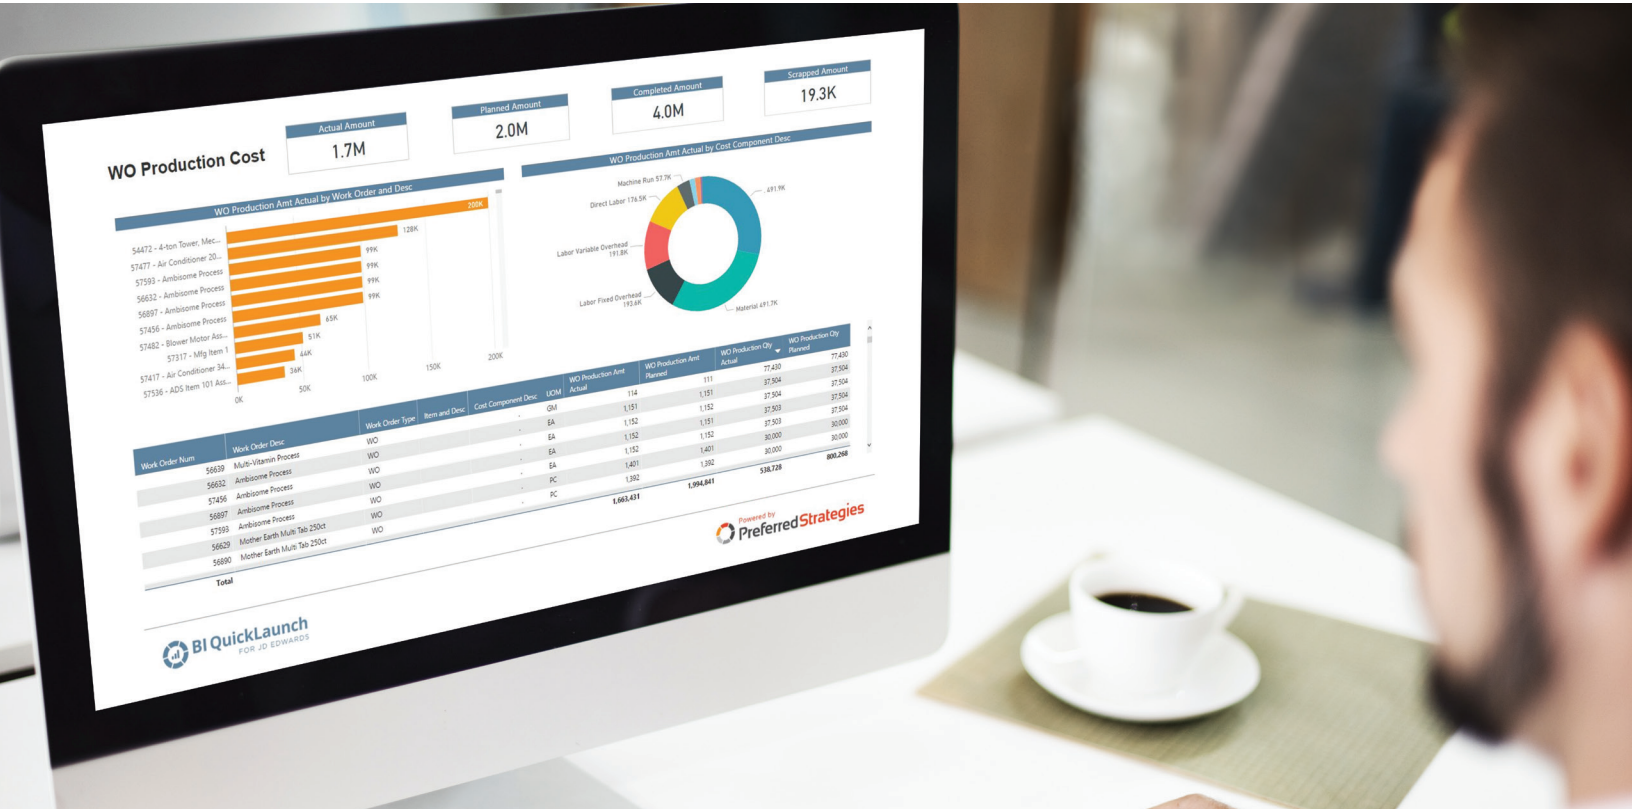 WO Production Cost
Actual Amount
1.7M
Planned Amount
2.0M
Completed Amount
4.0M
Scrapped Amount
19.3K
WO Production Amt Actual by Work Order and Desc
54472 - 4-ton Tower, Mec...
57477 - Air Conditioner 20...
57593 - Ambisome Process
56632 - Ambisome Process
56897 - Ambisome Process
57456 - Ambisome Process
57482 - Blower Motor Ass...
57317 - Mfg Item 1
57417 - Air Conditioner 34...
57536 - ADS Item 101 Ass...
200K
128K
99K
99K
99K
99K
65K
51K
44K
36K
0K
50K
100K
150K
200K
WO Production Amt Actual by Cost Component Desc
Machine Run 57.7K
Direct Labor 176.5K
Labor Variable Overhead
191.8K
Labor Fixed Overhead
193.6K
. 491.9K
Material 491.7K
Work Order Num Work Order Desc Work Order Type Item and Desc Cost Component Desc UOM WO Production Amt Actual WO Production Amt Planned WO Production Qty Actual WO Production Qty Planned
56639 Multi-Vitamin Process WO . GM 114 111 77,430 77,430
56632 Ambisome Process WO . EA 1,151 1,151 37,504 37,504
57456 Ambisome Process WO . EA 1,152 1,152 37,504 37,504
56897 Ambisome Process WO . EA 1,152 1,151 37,503 37,504
57593 Ambisome Process WO . EA 1,152 1,152 37,503 37,504
56629 Mother Earth Multi Tab 250ct WO . PC 1,401 1,401 30,000 30,000
56890 Mother Earth Multi Tab 250ct WO . PC 1,392 1,392 30,000 30,000
Total 1,663,431 1,994,841 538,728 800,268
BI QuickLaunch
FOR JD EDWARDS
Powered by
PreferredStrategies